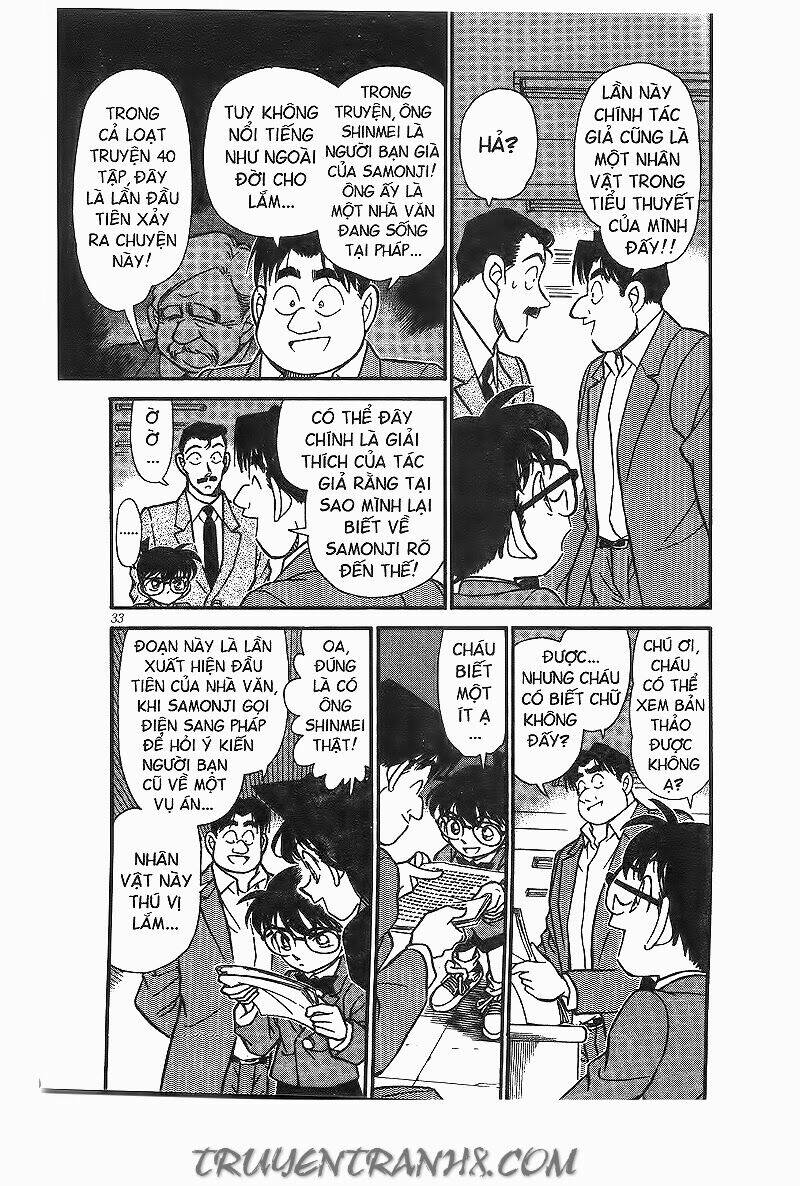 LẦN NÀY
CHÍNH TÁC
GIẢ CŨNG LÀ
MỘT NHÂN
VẬT TRONG
TIỂU THUYẾT
CỦA MÌNH
ĐẤY!!
HẢ?
TRONG
TRUYỆN, ÔNG
SHINMEI LÀ
NGƯỜI BẠN GIÀ
CỦA SAMONJI!
ÔNG ẤY LÀ
MỘT NHÀ VĂN
ĐANG SỐNG
TẠI PHÁP...
TUY KHÔNG
NỔI TIẾNG
NHƯ NGOÀI
ĐỜI CHO
LẮM...
TRONG
CẢ LOẠT
TRUYỆN 40
TẬP, ĐÂY
LÀ LẦN ĐẦU
TIÊN XẢY
RA CHUYỆN
NÀY!
CÓ THỂ ĐÂY
CHÍNH LÀ GIẢI
THÍCH CỦA TÁC
GIẢ RẰNG TẠI
SAO MÌNH LẠI
BIẾT VỀ
SAMONJI RÕ
ĐẾN THẾ!
Ờ
Ờ
...
......
33
CHÚ ƠI,
CHÁU
CÓ THỂ
XEM BẢN
THẢO
ĐƯỢC
KHÔNG
Ạ?
ĐƯỢC...
NHƯNG CHÁU
CÓ BIẾT CHỮ
KHÔNG
ĐẤY?
CHÁU
BIẾT
MỘT
ÍT Ạ
...
OA,
ĐÚNG
LÀ CÓ
ÔNG
SHINMEI
THẬT!
ĐOẠN NÀY LÀ LẦN
XUẤT HIỆN ĐẦU
TIÊN CỦA NHÀ VĂN,
KHI SAMONJI GỌI
ĐIỆN SANG PHÁP
ĐỂ HỎI Ý KIẾN
NGƯỜI BẠN
CŨ VỀ MỘT
VỤ ÁN...
NHÂN
VẬT NÀY
THÚ VỊ
LẮM...
TRUYENTRANH8.COM